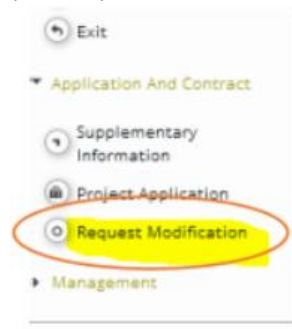 Exit
Application And Contract
Supplementary
Information
Project Application
Request Modification
Management